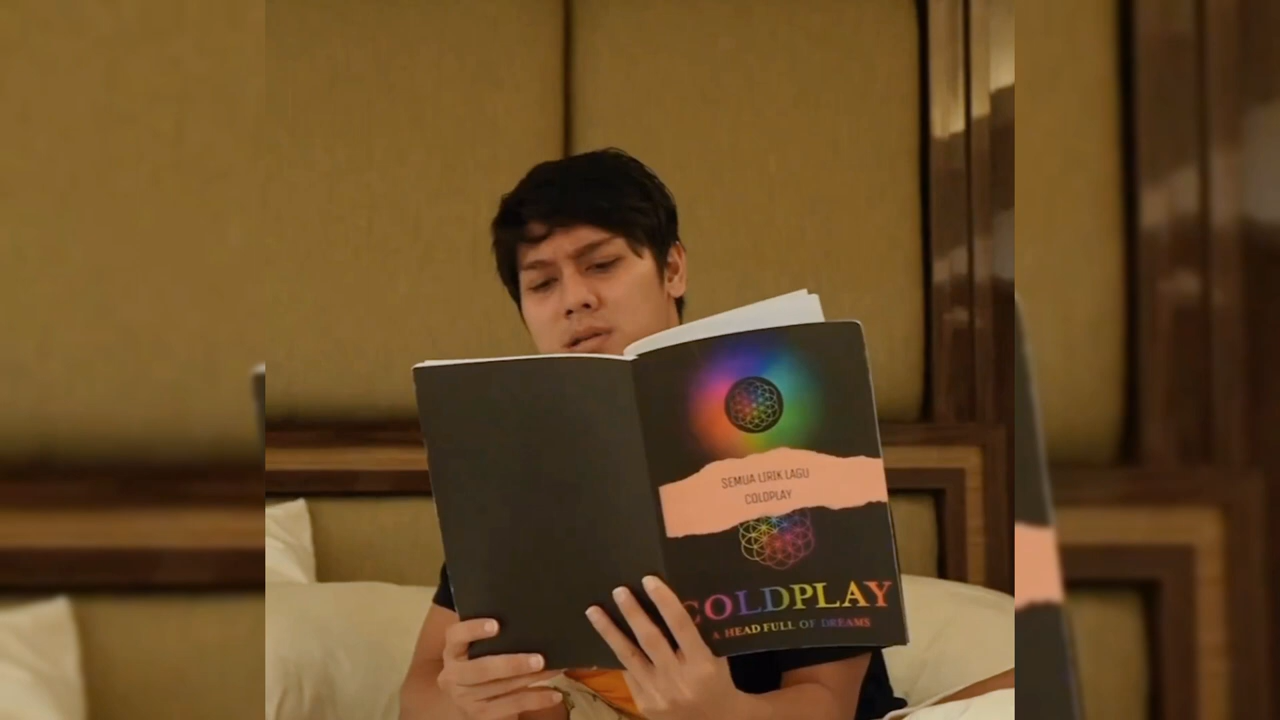 SEMUA LIRIK LAGU
COLDPLAY
COLDPLAY
A HEAD FULL OF DREAMS